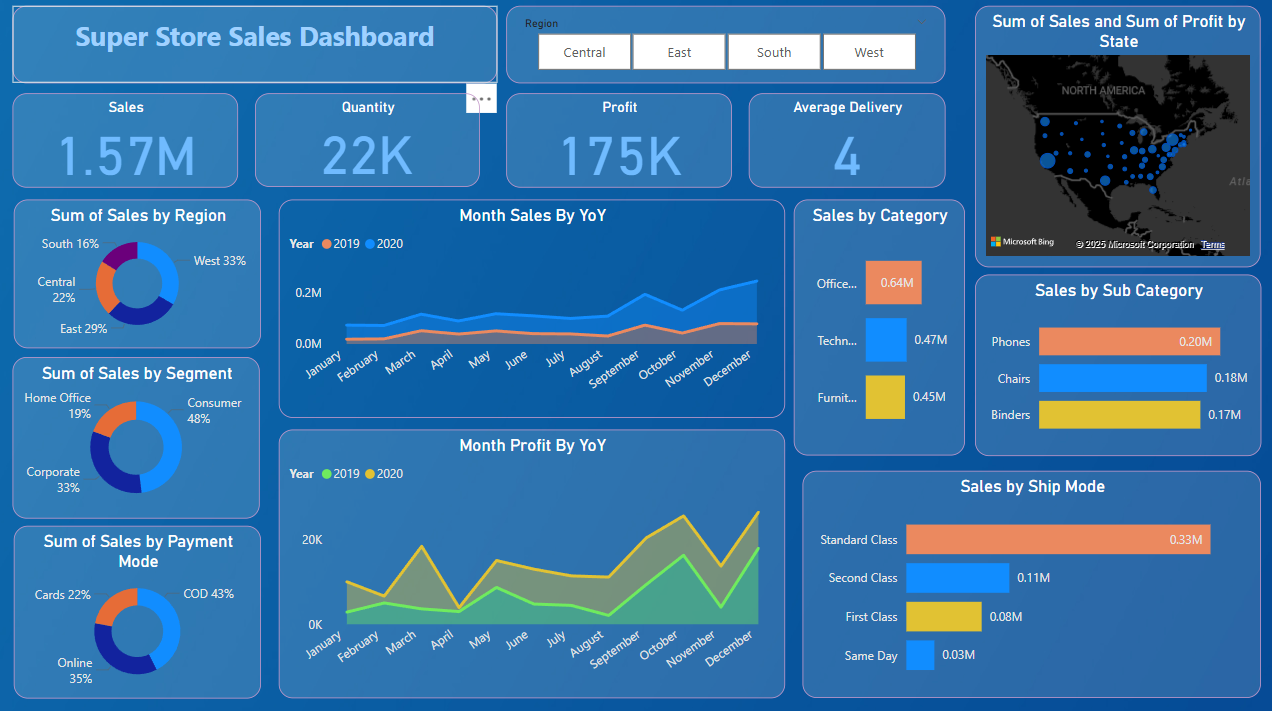 Super Store Sales Dashboard
Region
Central
East
South
West
Sales
1.57M
Quantity
22K
Profit
175K
Average Delivery
4
Sum of Sales and Sum of Profit by
State
NORTH AMERICA
Atle
Microsoft Bing
© 2025 Microsoft Corporation Terms
Sum of Sales by Region
South 16%
West 33%
Central
22%
East 29%
Month Sales By YoY
Year 2019 2020
0.2M
0.0M
January
February
March
April
May
June
July
August
September
October
November
December
Sales by Category
Office...
0.64M
Techn...
0.47M
Furnit...
0.45M
Sales by Sub Category
Phones
0.20M
Chairs
0.18M
Binders
0.17M
Sum of Sales by Segment
Home Office
19%
Consumer
48%
Corporate
33%
Month Profit By YoY
Year 2019 2020
20K
0K
January
February
March
April
May
June
July
August
September
October
November
December
Sales by Ship Mode
Standard Class
0.33M
Second Class
0.11M
First Class
0.08M
Same Day
0.03M
Sum of Sales by Payment
Mode
Cards 22%
COD 43%
Online
35%